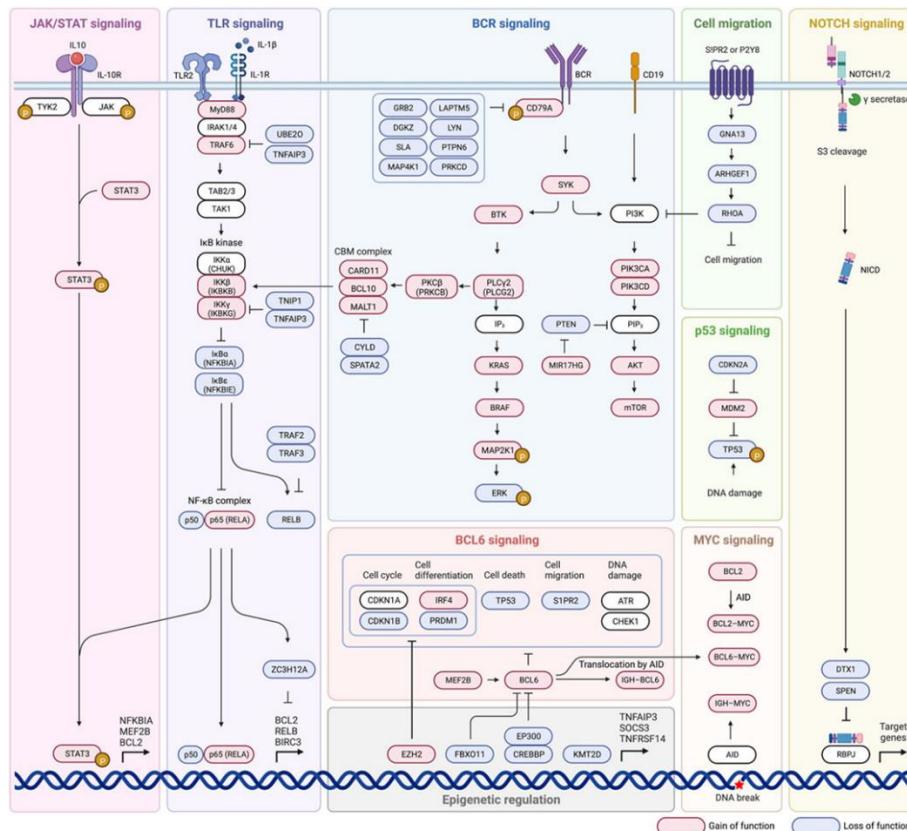 JAK/STAT signaling
IL10
IL-10R
TYK2
JAK
P
P
STAT3
STAT3
P
NFKBIA
MEF2B
BCL2
STAT3
P
TLR signaling
IL-1β
TLR2
IL-1R
MyD88
IRAK1/4
TRAF6
UBE2O
TNFAIP3
TAB2/3
TAK1
IκB kinase
IKKα
(CHUK)
IKKβ
(IKBKB)
IKKγ
(IKBKG)
TNIP1
TNFAIP3
IκBα
(NFKBIA)
IκBε
(NFKBIE)
TRAF2
TRAF3
NF-κB complex
p50
p65 (RELA)
RELB
ZC3H12A
BCL2
RELB
BIRC3
p50
p65 (RELA)
BCR signaling
BCR
CD19
GRB2
LAPTM5
DGKZ
LYN
SLA
PTPN6
MAP4K1
PRKCD
P
CD79A
SYK
BTK
PI3K
CBM complex
CARD11
BCL10
MALT1
PKCβ
(PRKCB)
PLCγ2
(PLCG2)
PIK3CA
PIK3CD
CYLD
SPATA2
IP₃
PTEN
PIP₃
KRAS
MIR17HG
AKT
BRAF
mTOR
MAP2K1
P
ERK
P
Cell migration
S1PR2 or P2Y8
GNA13
ARHGEF1
RHOA
Cell migration
p53 signaling
CDKN2A
MDM2
TP53
P
DNA damage
NOTCH signaling
NOTCH1/2
γ secretase
S3 cleavage
NICD
DTX1
SPEN
RBPJ
Target
genes
BCL6 signaling
Cell cycle
Cell
differentiation
Cell death
Cell
migration
DNA
damage
CDKN1A
IRF4
TP53
S1PR2
ATR
CDKN1B
PRDM1
CHEK1
MEF2B
BCL6
Translocation by AID
IGH-BCL6
MYC signaling
BCL2
AID
BCL2-MYC
BCL6-MYC
IGH-MYC
AID
DNA break
EZH2
FBXO11
EP300
CREBBP
KMT2D
TNFAIP3
SOCS3
TNFRSF14
Epigenetic regulation
Gain of function
Loss of function